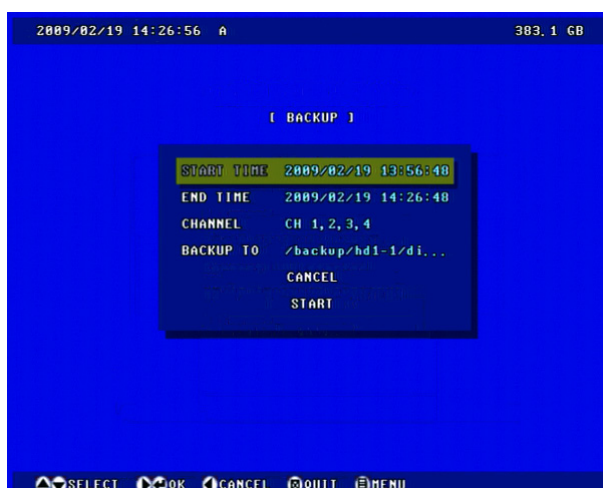 2009/02/19 14:26:56 A 383.1 GB
[ BACKUP ]
START TIME 2009/02/19 13:56:48
END TIME 2009/02/19 14:26:48
CHANNEL CH 1,2,3,4
BACKUP TO /backup/hd1-1/di...
CANCEL
START
SELECT OK CANCEL QUIT MENU